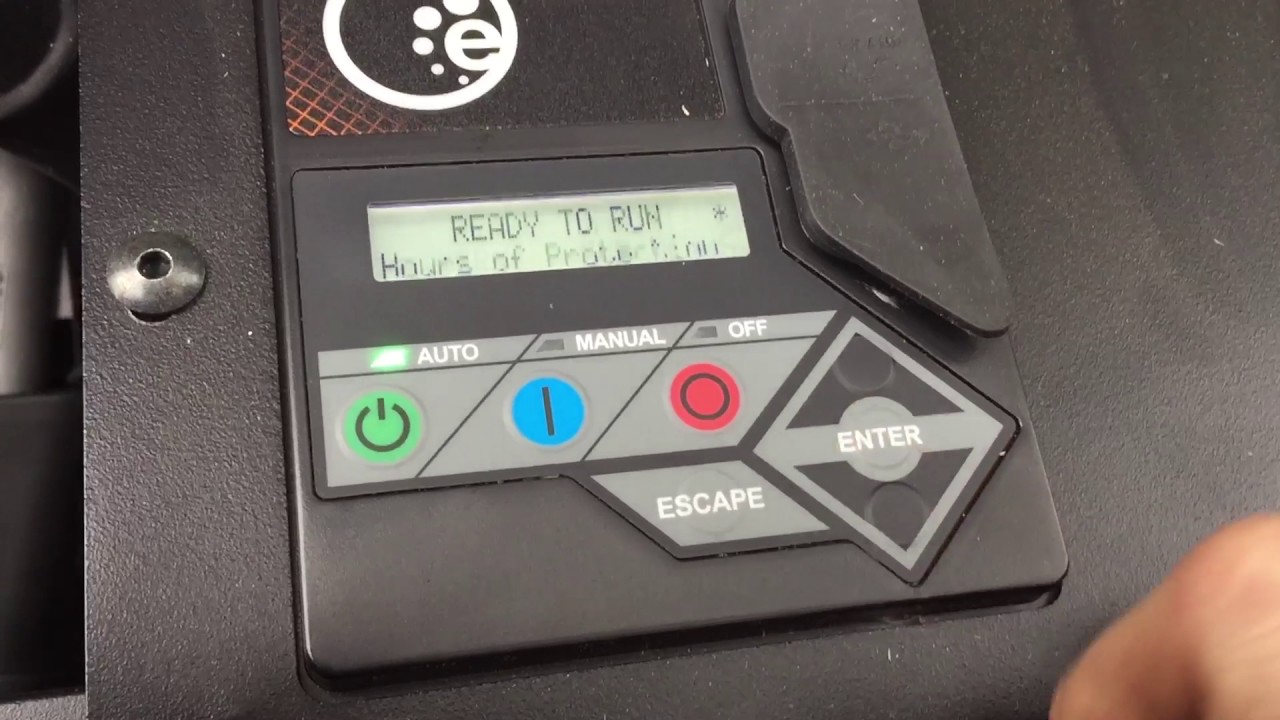 e
READY TO RUN *
Hours of Protection
AUTO
MANUAL
OFF
ENTER
ESCAPE